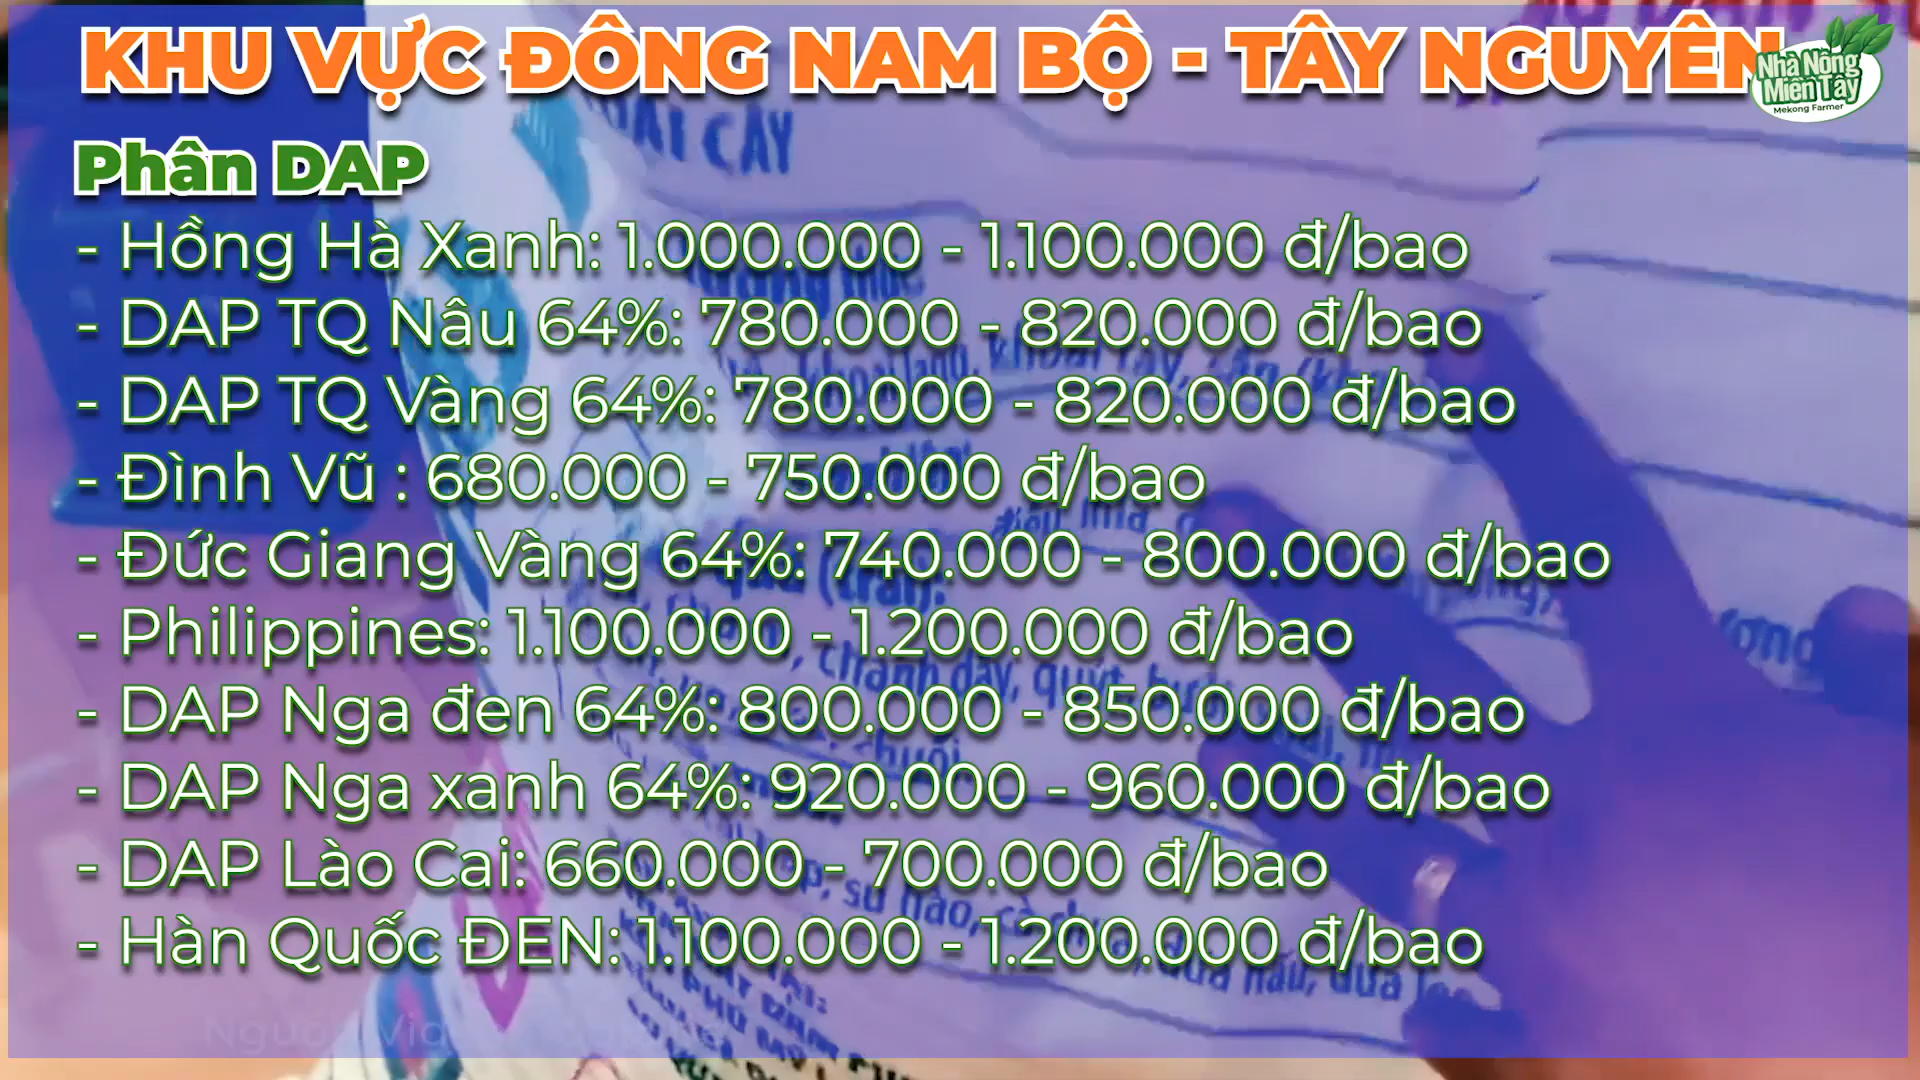 KHU VỰC ĐÔNG NAM BỘ - TÂY NGUYÊN
Nhà Nông
Miền Tây
Mekong Farmer
Phân DAP
- Hồng Hà Xanh: 1.000.000 - 1.100.000 đ/bao
- DAP TQ Nâu 64%: 780.000 - 820.000 đ/bao
- DAP TQ Vàng 64%: 780.000 - 820.000 đ/bao
- Đình Vũ : 680.000 - 750.000 đ/bao
- Đức Giang Vàng 64%: 740.000 - 800.000 đ/bao
- Philippines: 1.100.000 - 1.200.000 đ/bao
- DAP Nga đen 64%: 800.000 - 850.000 đ/bao
- DAP Nga xanh 64%: 920.000 - 960.000 đ/bao
- DAP Lào Cai: 660.000 - 700.000 đ/bao
- Hàn Quốc ĐEN: 1.100.000 - 1.200.000 đ/bao